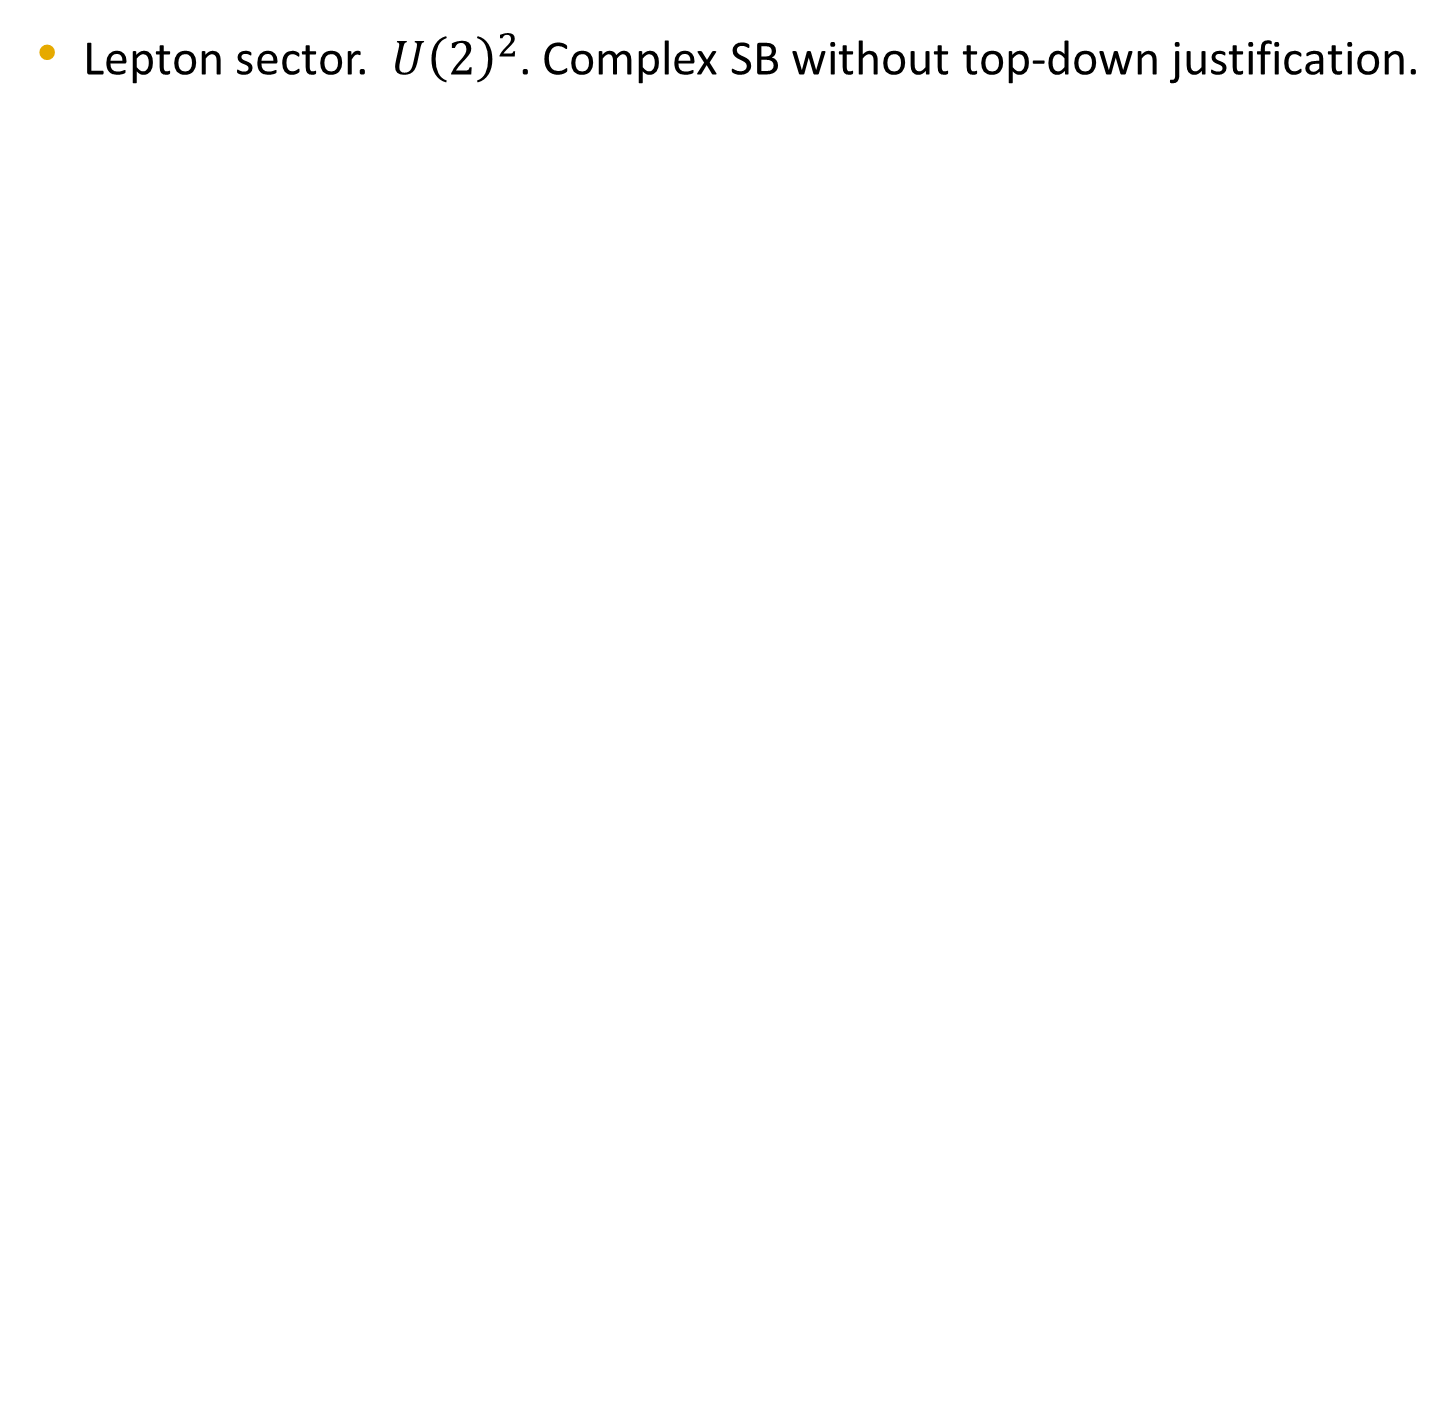 • Lepton sector. $U(2)^2$. Complex SB without top-down justification.